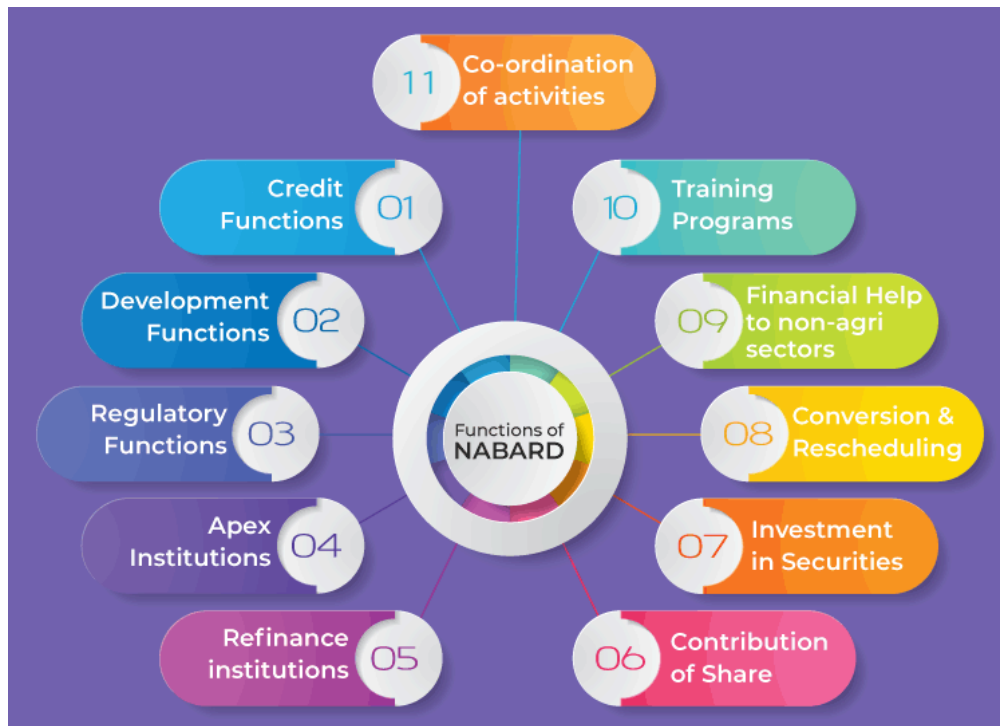 11
Co-ordination
of activities
Credit
Functions
01
10
Training
Programs
Development
Functions
02
09
Financial Help
to non-agri
sectors
Regulatory
Functions
03
Functions of
NABARD
08
Conversion &
Rescheduling
Apex
Institutions
04
07
Investment
in Securities
Refinance
institutions
05
06
Contribution
of Share